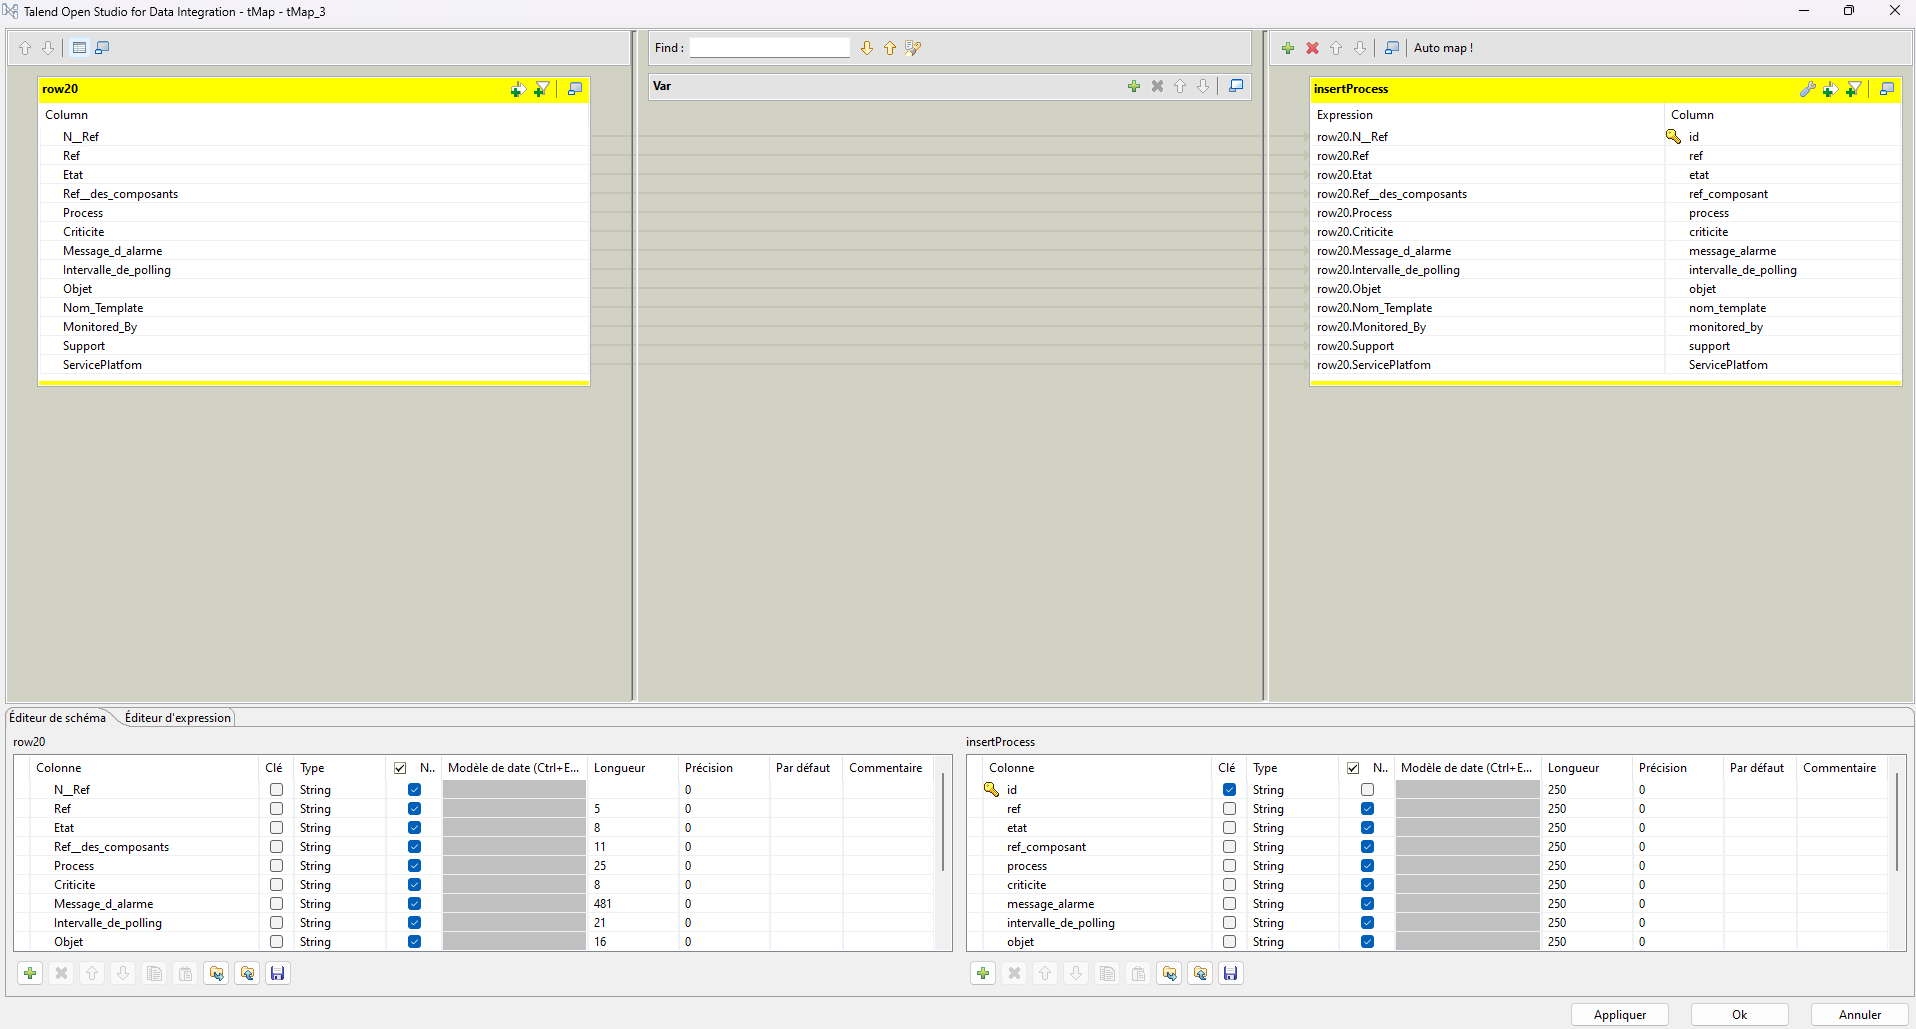 Talend Open Studio for Data Integration - tMap - tMap_3
Find :
Auto map !
row20
Column
N__Ref
Ref
Etat
Ref__des_composants
Process
Criticite
Message_d_alarme
Intervalle_de_polling
Objet
Nom_Template
Monitored_By
Support
ServicePlatfom
Var
insertProcess
Expression Column
row20.N__Ref id
row20.Ref ref
row20.Etat etat
row20.Ref__des_composants ref_composant
row20.Process process
row20.Criticite criticite
row20.Message_d_alarme message_alarme
row20.Intervalle_de_polling intervalle_de_polling
row20.Objet objet
row20.Nom_Template nom_template
row20.Monitored_By monitored_by
row20.Support support
row20.ServicePlatfom ServicePlatfom
Éditeur de schéma Éditeur d'expression
row20
Colonne Clé Type N.. Modèle de date (Ctrl+E... Longueur Précision Par défaut Commentaire
N__Ref String 0
Ref String 5 0
Etat String 8 0
Ref__des_composants String 11 0
Process String 25 0
Criticite String 8 0
Message_d_alarme String 481 0
Intervalle_de_polling String 21 0
Objet String 16 0
insertProcess
Colonne Clé Type N.. Modèle de date (Ctrl+E... Longueur Précision Par défaut Commentaire
id String 250 0
ref String 250 0
etat String 250 0
ref_composant String 250 0
process String 250 0
criticite String 250 0
message_alarme String 250 0
intervalle_de_polling String 250 0
objet String 250 0
Appliquer Ok Annuler